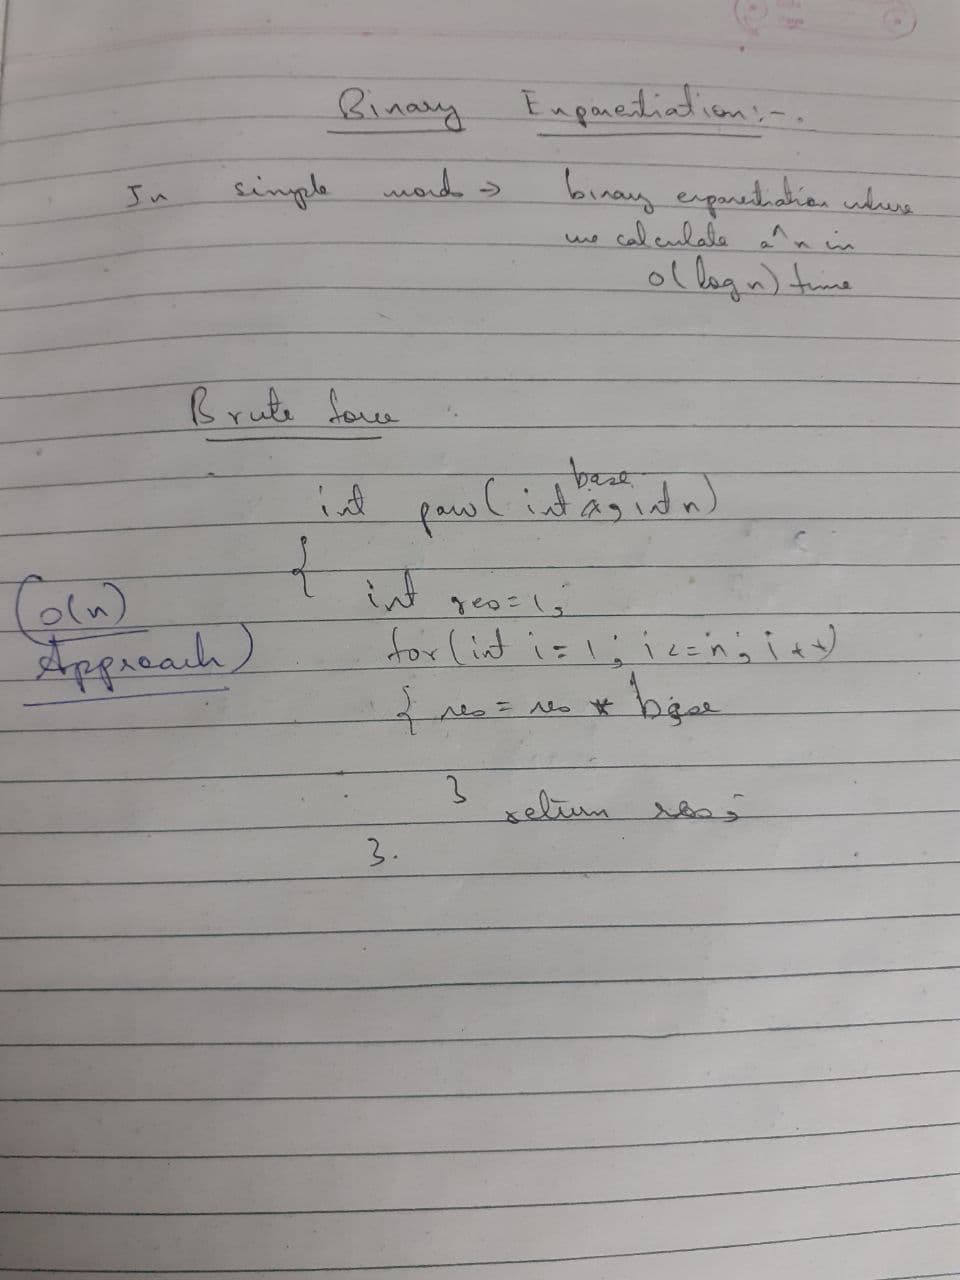 Binary Exponentiation:-.
In simple words → binary exponentiation where
we calculate a^n in
O(log n) time
Brute force
base
int pow(int a, int n)
{
int res=1;
(O(n)
Approach)
for(int i=1; i<=n; i++)
{ res = res * base
}
return res;
}.